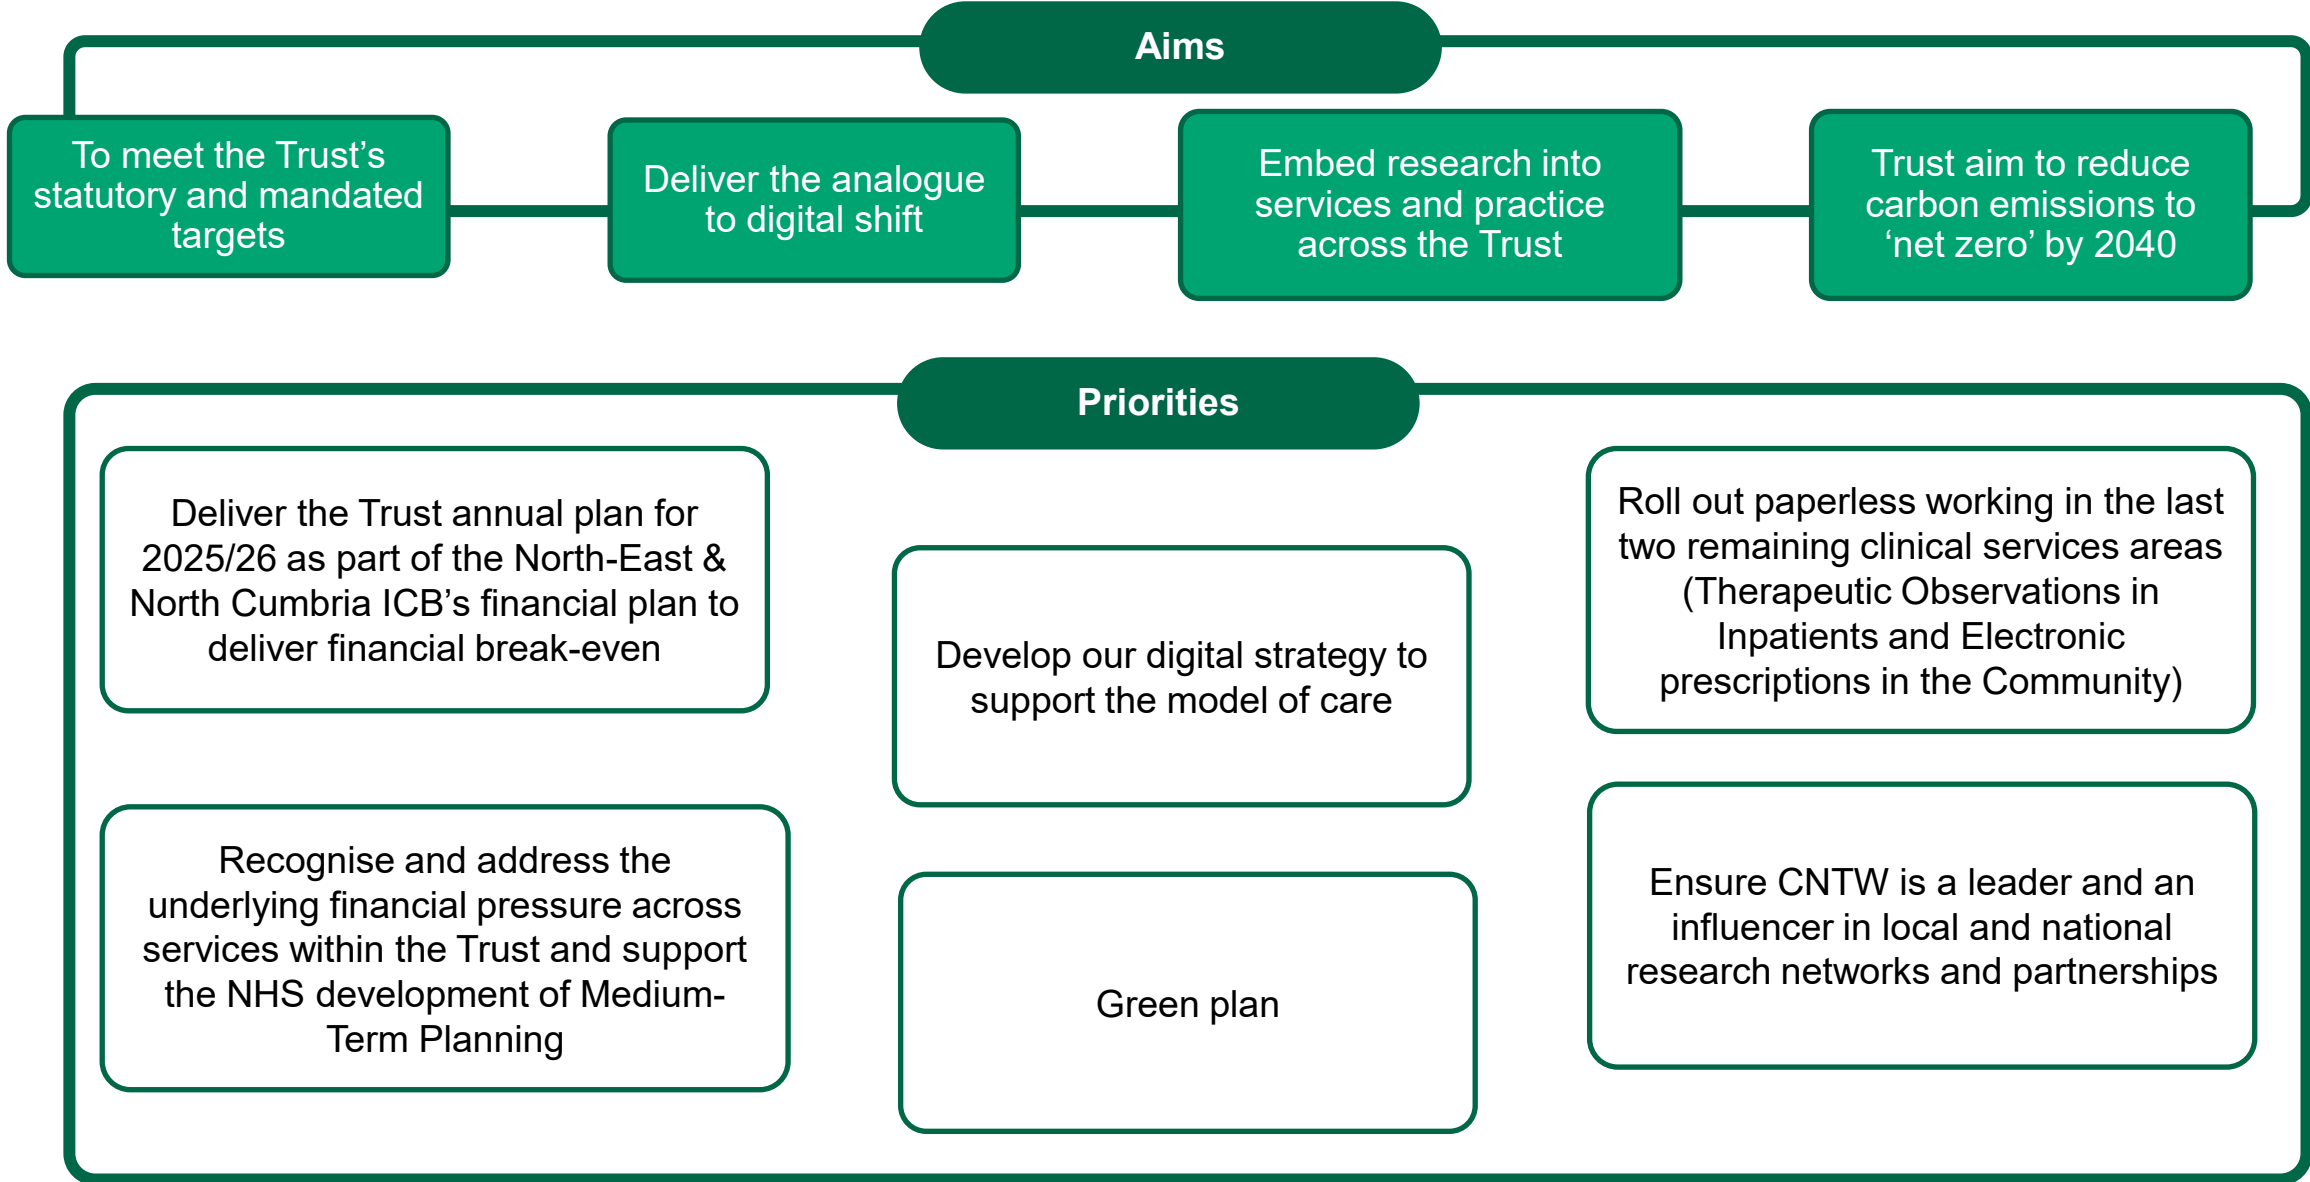 Aims
To meet the Trust’s
statutory and mandated
targets
Deliver the analogue
to digital shift
Embed research into
services and practice
across the Trust
Trust aim to reduce
carbon emissions to
‘net zero’ by 2040
Priorities
Deliver the Trust annual plan for
2025/26 as part of the North-East &
North Cumbria ICB’s financial plan to
deliver financial break-even
Develop our digital strategy to
support the model of care
Roll out paperless working in the last
two remaining clinical services areas
(Therapeutic Observations in
Inpatients and Electronic
prescriptions in the Community)
Recognise and address the
underlying financial pressure across
services within the Trust and support
the NHS development of Medium-
Term Planning
Green plan
Ensure CNTW is a leader and an
influencer in local and national
research networks and partnerships